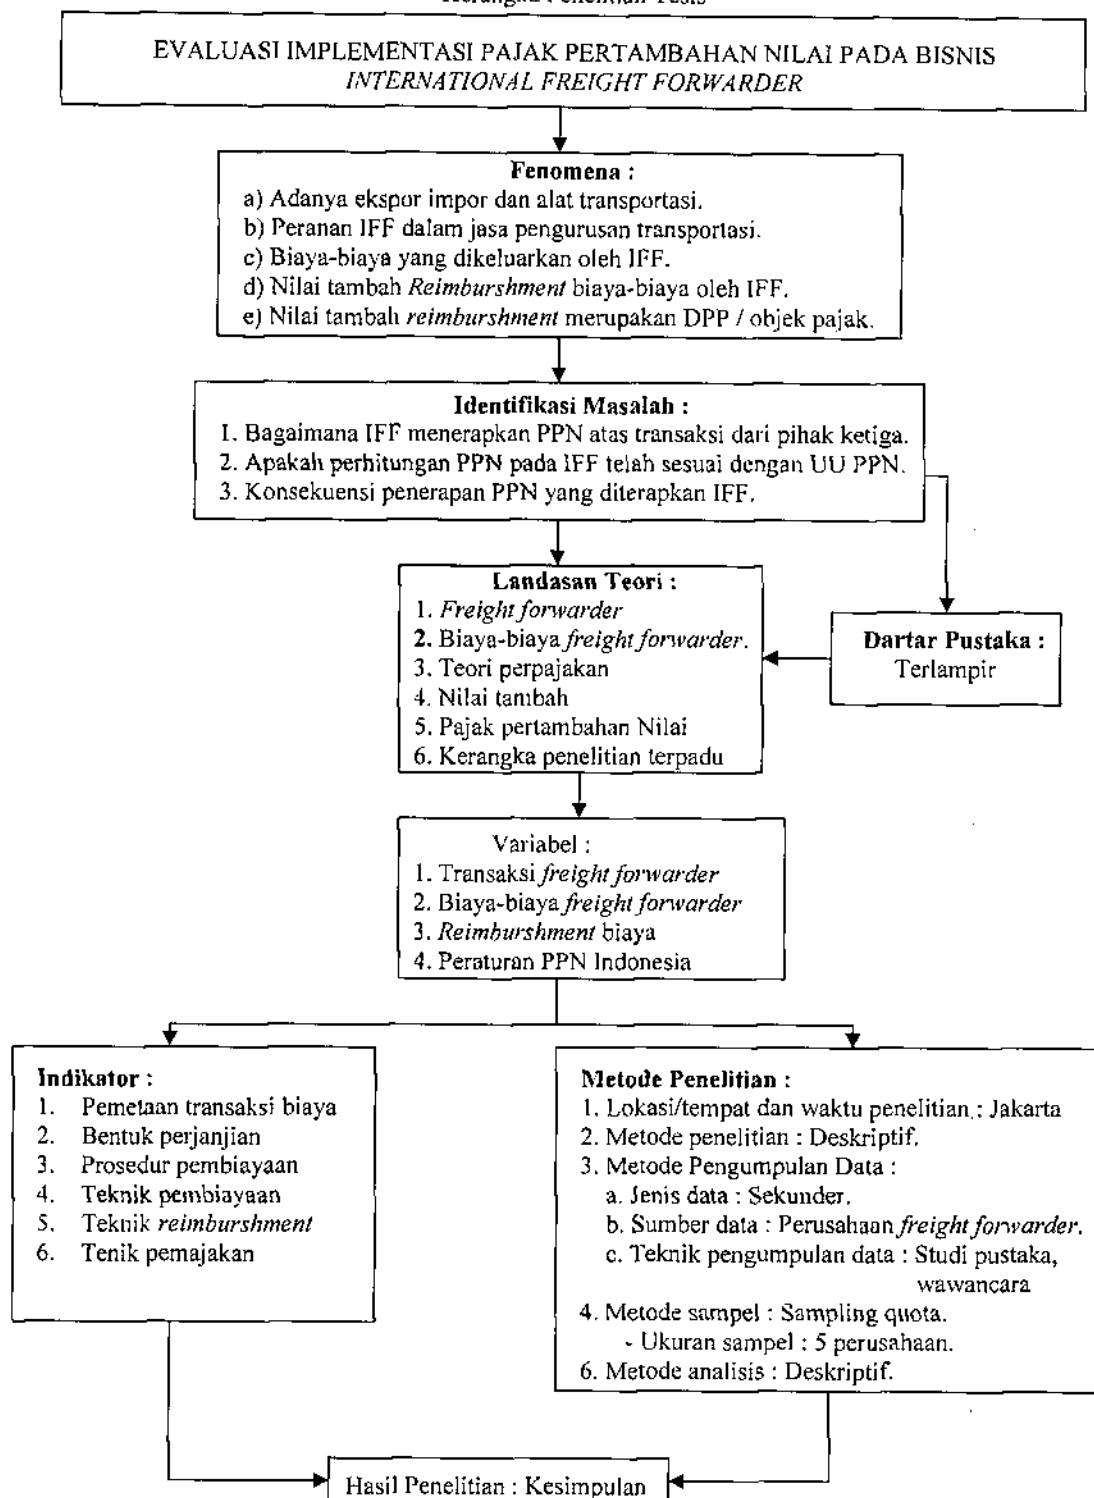 EVALUASI IMPLEMENTASI PAJAK PERTAMBAHAN NILAI PADA BISNIS
INTERNATIONAL FREIGHT FORWARDER
Fenomena :
a) Adanya ekspor impor dan alat transportasi.
b) Peranan IFF dalam jasa pengurusan transportasi.
c) Biaya-biaya yang dikeluarkan oleh IFF.
d) Nilai tambah Reimburshment biaya-biaya oleh IFF.
e) Nilai tambah reimburshment merupakan DPP / objek pajak.
Identifikasi Masalah :
1. Bagaimana IFF menerapkan PPN atas transaksi dari pihak ketiga.
2. Apakah perhitungan PPN pada IFF telah sesuai dengan UU PPN.
3. Konsekuensi penerapan PPN yang diterapkan IFF.
Landasan Teori :
1. Freight forwarder
2. Biaya-biaya freight forwarder.
3. Teori perpajakan
4. Nilai tambah
5. Pajak pertambahan Nilai
6. Kerangka penelitian terpadu
Dartar Pustaka :
Terlampir
Variabel :
1. Transaksi freight forwarder
2. Biaya-biaya freight forwarder
3. Reimburshment biaya
4. Peraturan PPN Indonesia
Indikator :
1. Pemetaan transaksi biaya
2. Bentuk perjanjian
3. Prosedur pembiayaan
4. Teknik pembiayaan
5. Teknik reimburshment
6. Tenik pemajakan
Metode Penelitian :
1. Lokasi/tempat dan waktu penelitian.: Jakarta
2. Metode penelitian : Deskriptif.
3. Metode Pengumpulan Data :
a. Jenis data : Sekunder.
b. Sumber data : Perusahaan freight forwarder.
c. Teknik pengumpulan data : Studi pustaka,
wawancara
4. Metode sampel : Sampling quota.
- Ukuran sampel : 5 perusahaan.
6. Metode analisis : Deskriptif.
Hasil Penelitian : Kesimpulan